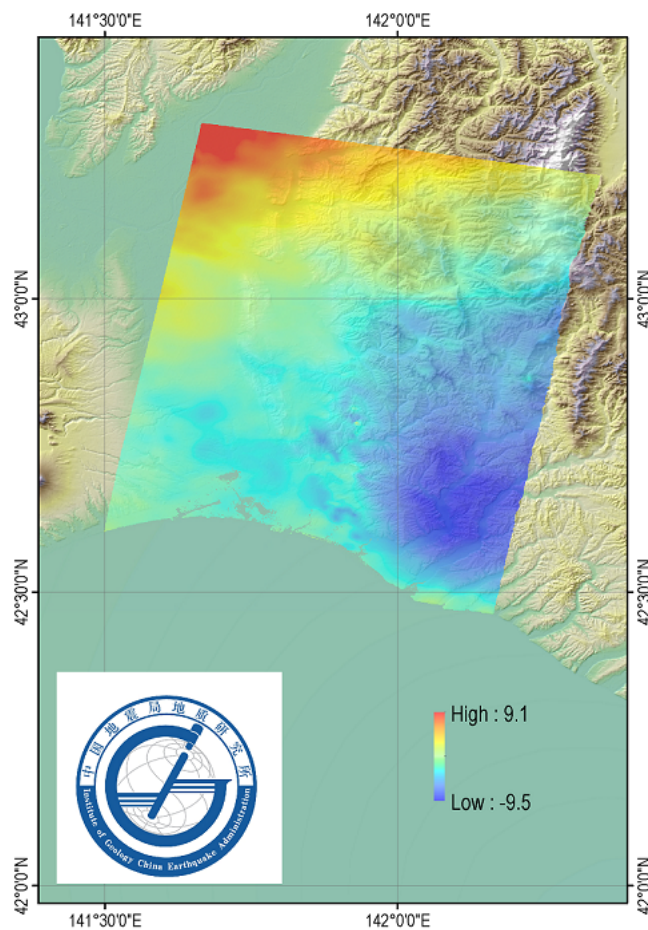 141°30'0"E 142°0'0"E
43°0'0"N 43°0'0"N
42°30'0"N 42°30'0"N
High : 9.1
Low : -9.5
中国地震局地质研究所
Institute of Geology China Earthquake Administration
42°0'0"N 42°0'0"N
141°30'0"E 142°0'0"E